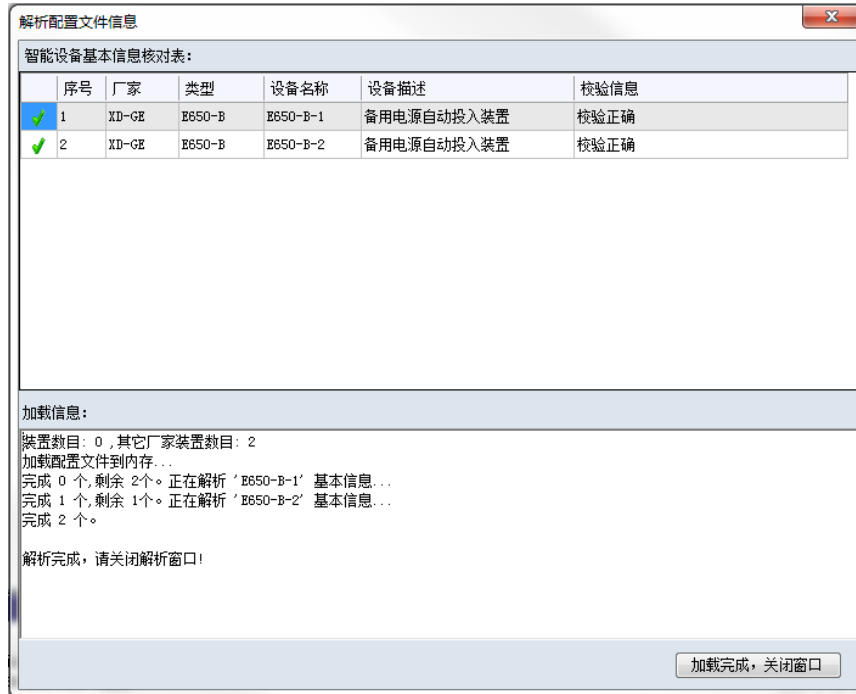 解析配置文件信息
智能设备基本信息核对表：
序号 厂家 类型 设备名称 设备描述 校验信息
1 XD-GE E650-B E650-B-1 备用电源自动投入装置 校验正确
2 XD-GE E650-B E650-B-2 备用电源自动投入装置 校验正确
加载信息：
装置数目: 0 ,其它厂家装置数目: 2
加载配置文件到内存...
完成 0 个,剩余 2个。正在解析 'E650-B-1' 基本信息...
完成 1 个,剩余 1个。正在解析 'E650-B-2' 基本信息...
完成 2 个。
解析完成，请关闭解析窗口!
加载完成，关闭窗口